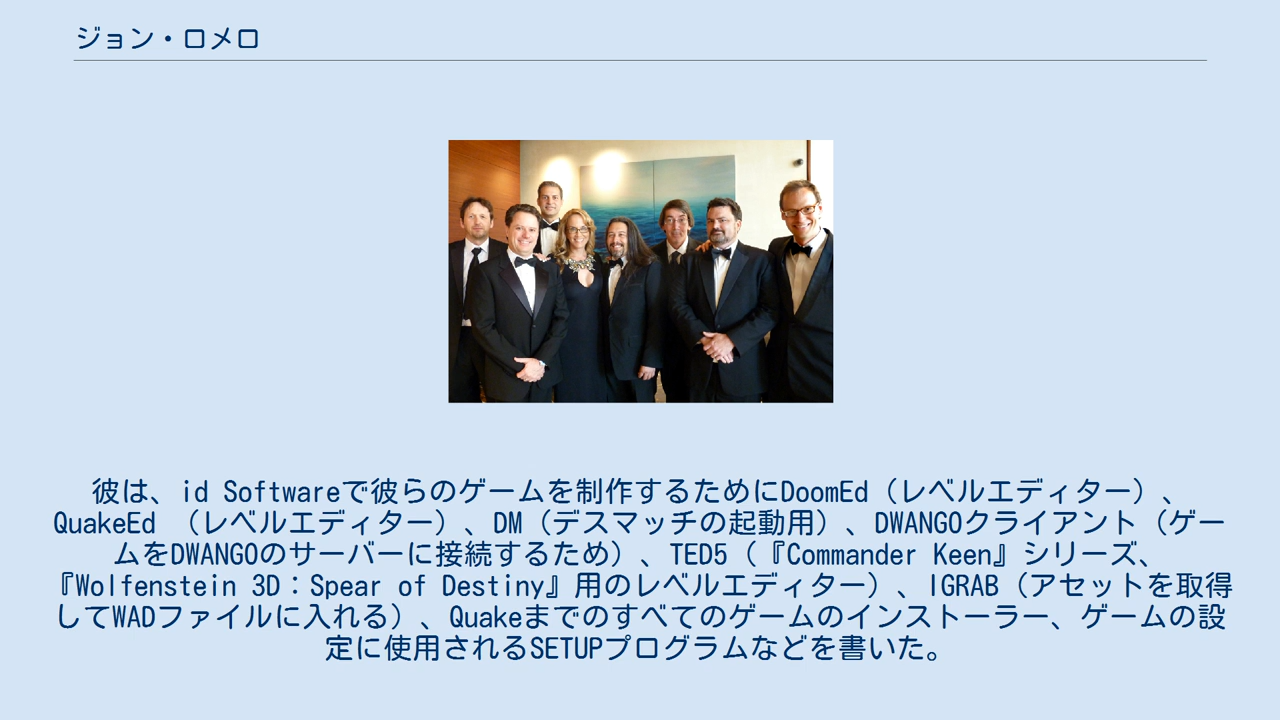 ジョン・ロメロ
彼は、id Softwareで彼らのゲームを制作するためにDoomEd（レベルエディター）、
QuakeEd （レベルエディター）、DM（デスマッチの起動用）、DWANGOクライアント（ゲー
ムをDWANGOのサーバーに接続するため）、TED5（『Commander Keen』シリーズ、
『Wolfenstein 3D：Spear of Destiny』用のレベルエディター）、IGRAB（アセットを取得
してWADファイルに入れる）、Quakeまでのすべてのゲームのインストーラー、ゲームの設
定に使用されるSETUPプログラムなどを書いた。